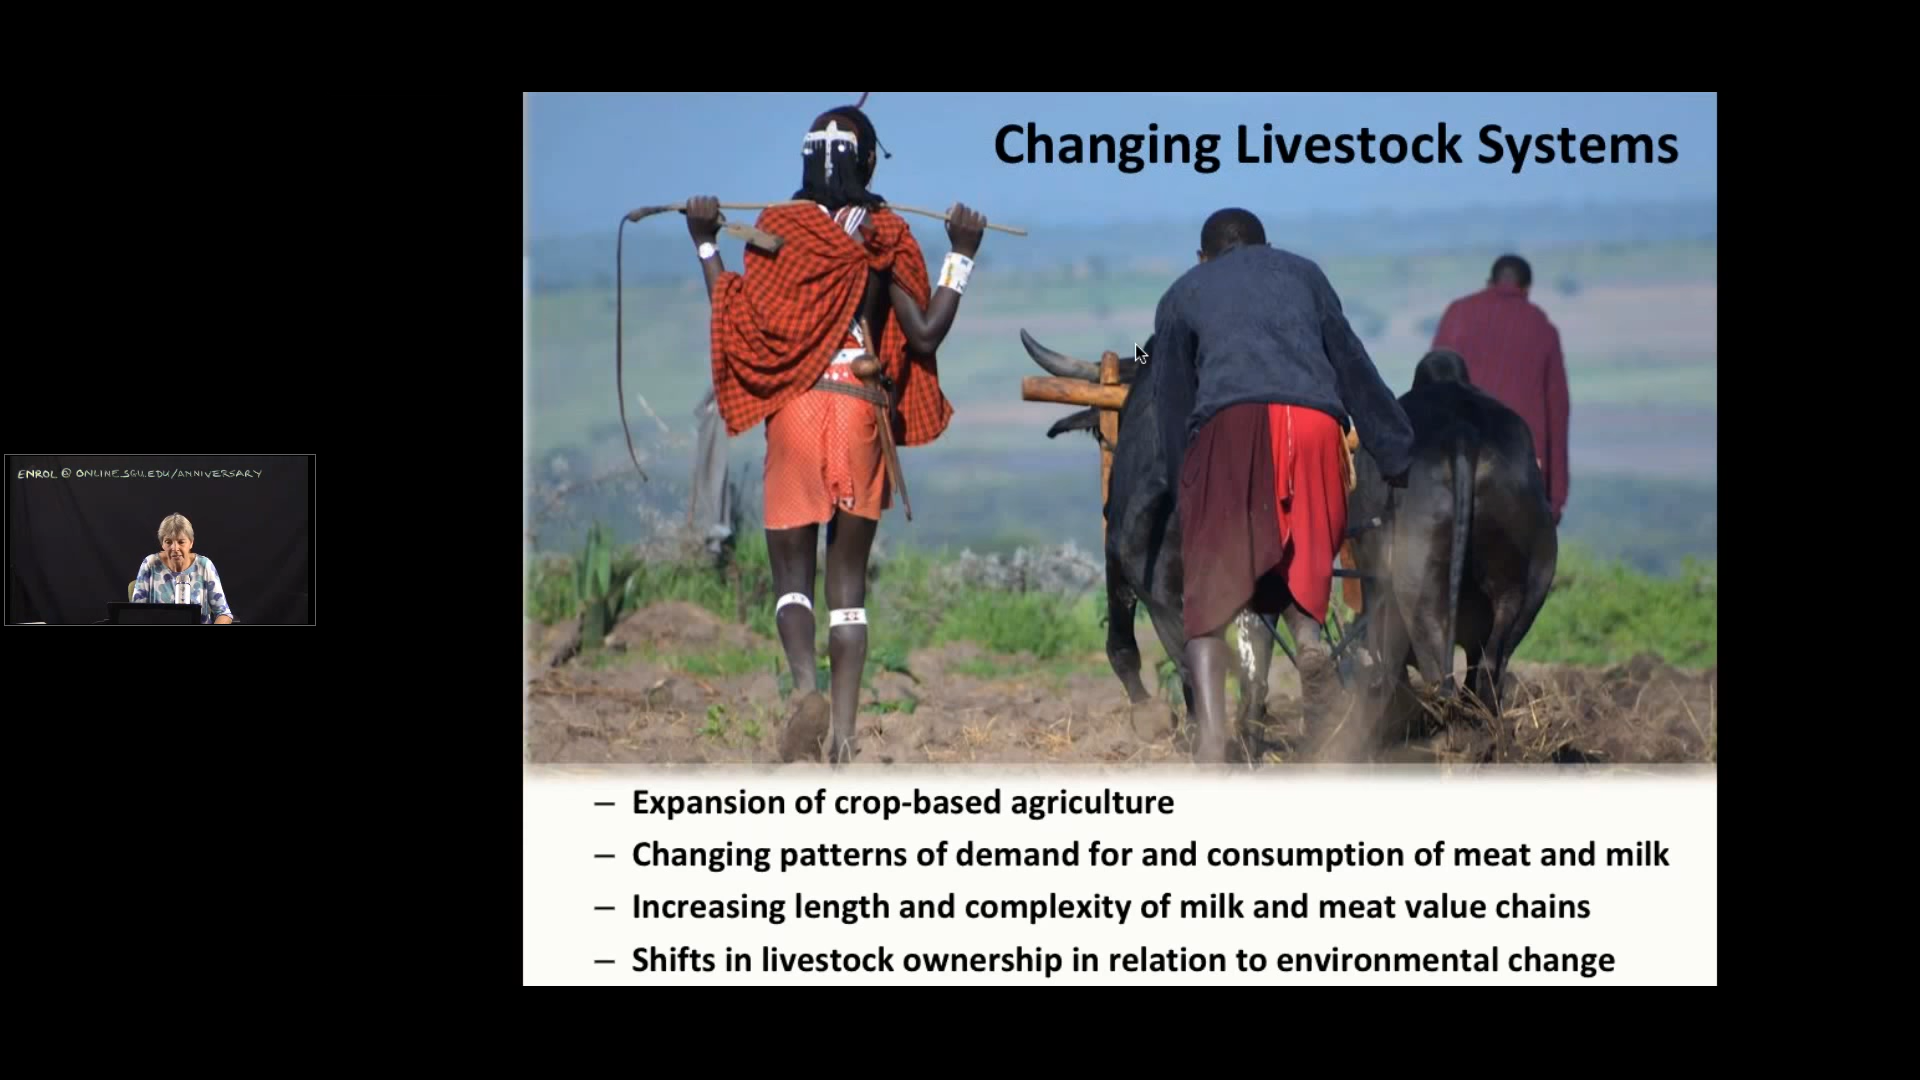 ENROL @ ONLINE.SGU.EDU/ANNIVERSARY
Changing Livestock Systems
– Expansion of crop-based agriculture
– Changing patterns of demand for and consumption of meat and milk
– Increasing length and complexity of milk and meat value chains
– Shifts in livestock ownership in relation to environmental change